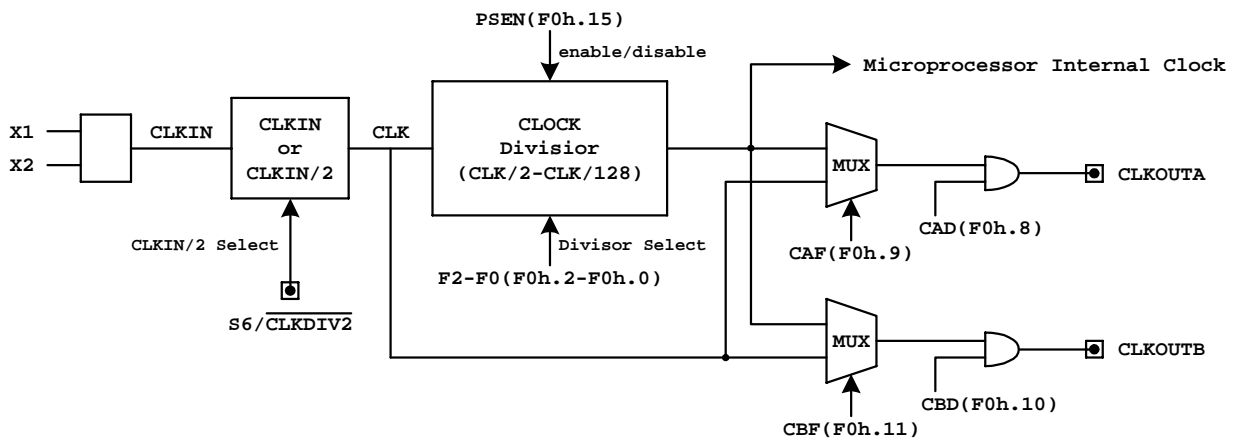 PSEN(F0h.15)
enable/disable
Microprocessor Internal Clock
X1
X2
CLKIN
CLKIN
or
CLKIN/2
CLK
CLOCK
Divisior
(CLK/2-CLK/128)
MUX
CLKOUTA
CAD(F0h.8)
CAF(F0h.9)
CLKIN/2 Select
Divisor Select
F2-F0(F0h.2-F0h.0)
S6/CLKDIV2
MUX
CLKOUTB
CBD(F0h.10)
CBF(F0h.11)